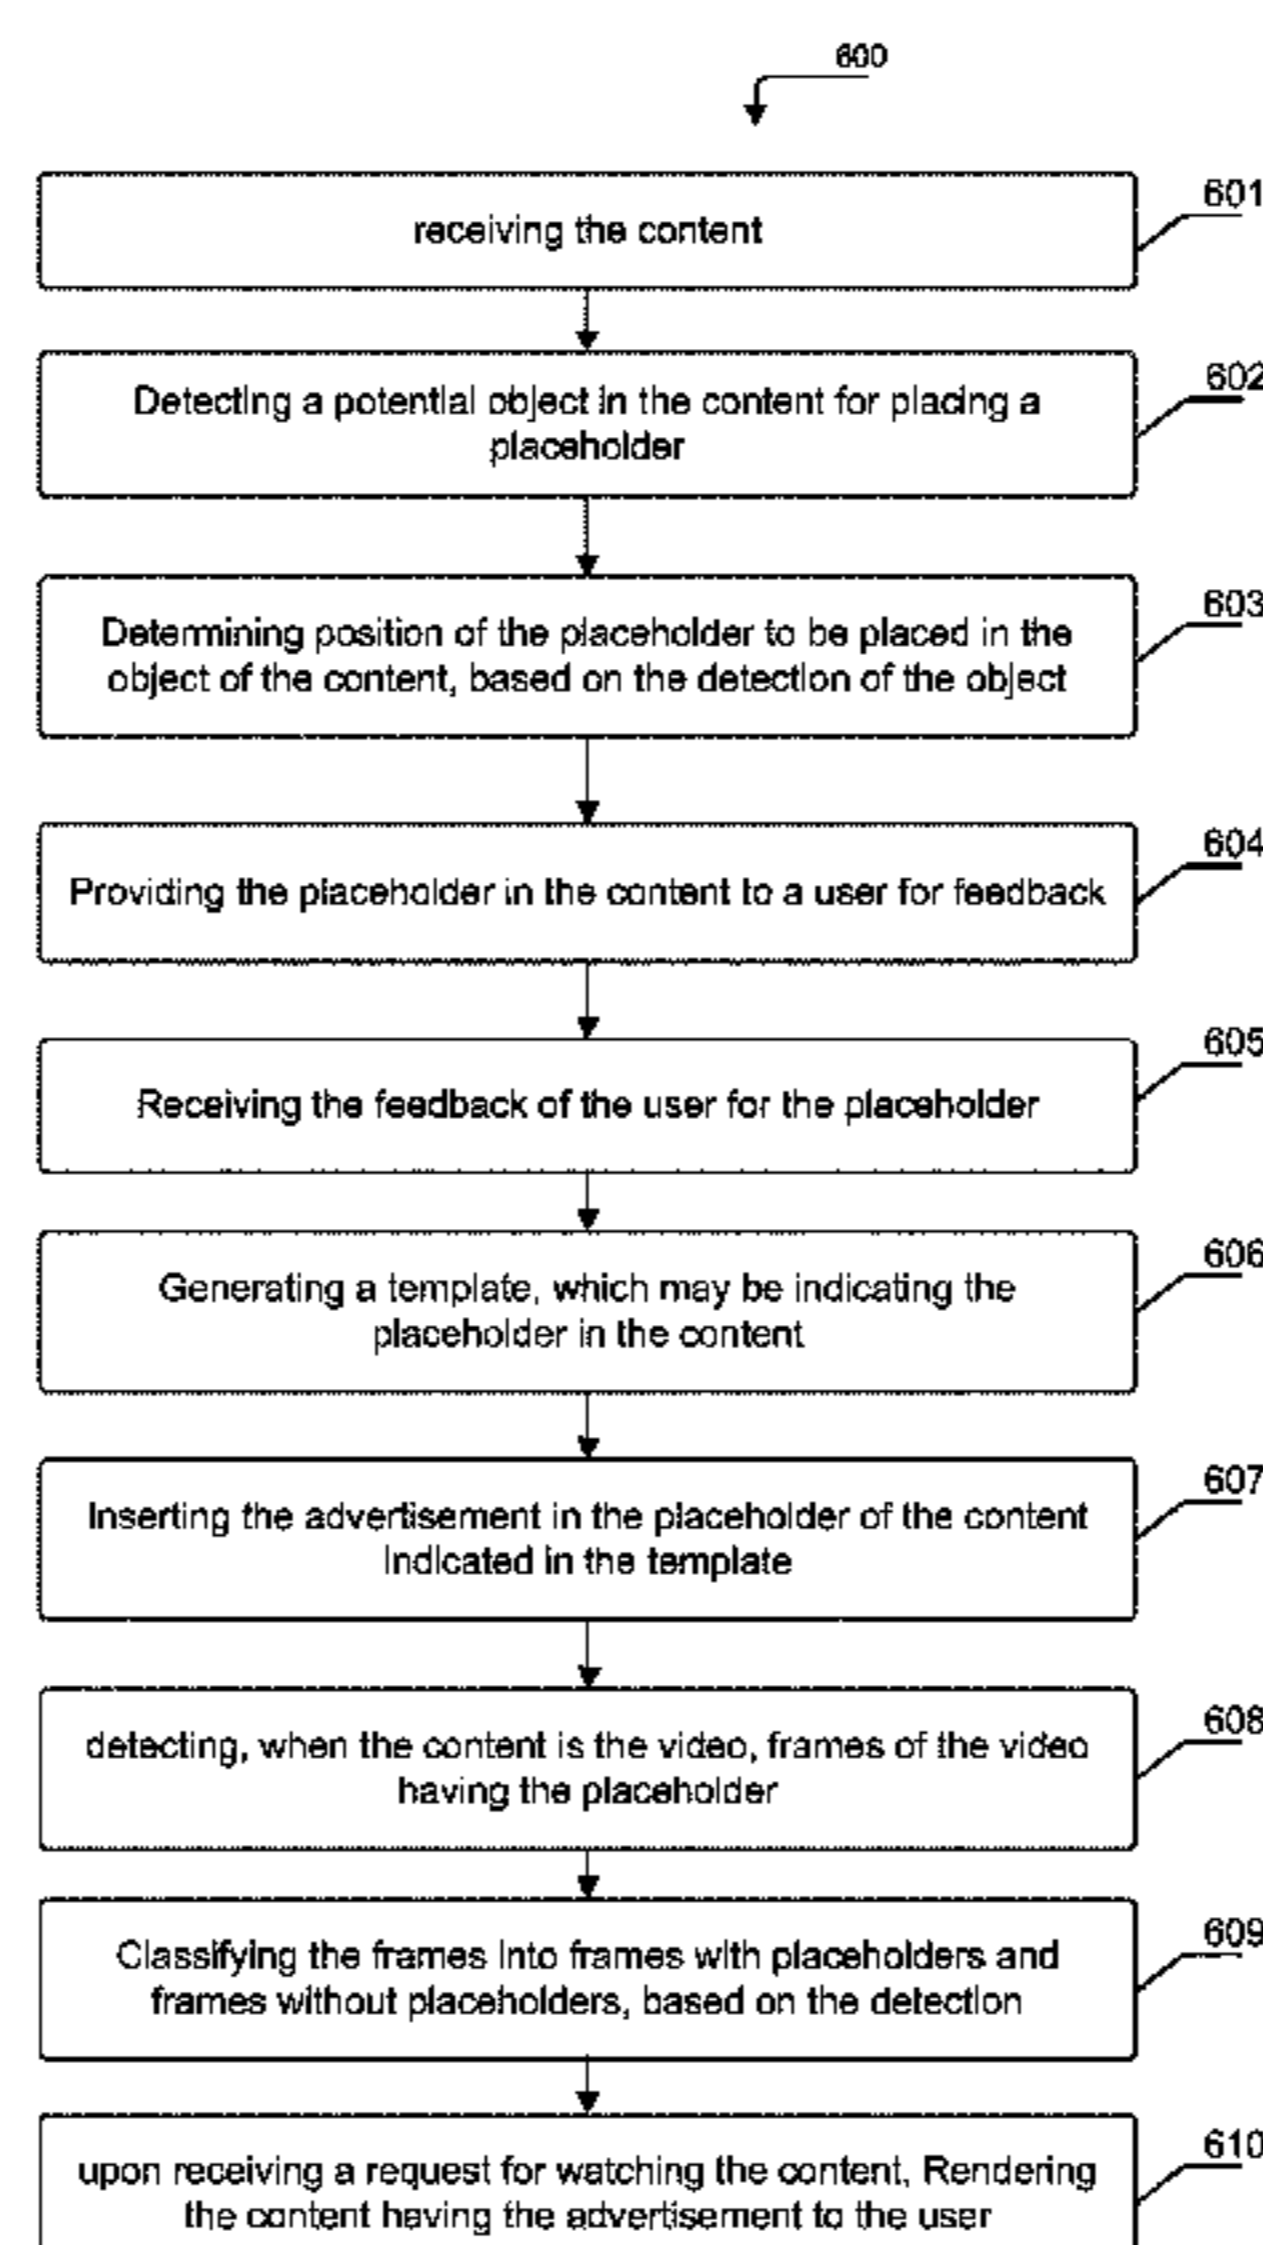 600
receiving the content
601
Detecting a potential object in the content for placing a
placeholder
602
Determining position of the placeholder to be placed in the
object of the content, based on the detection of the object
603
Providing the placeholder in the content to a user for feedback
604
Receiving the feedback of the user for the placeholder
605
Generating a template, which may be indicating the
placeholder in the content
606
Inserting the advertisement in the placeholder of the content
indicated in the template
607
detecting, when the content is the video, frames of the video
having the placeholder
608
Classifying the frames into frames with placeholders and
frames without placeholders, based on the detection
609
upon receiving a request for watching the content, Rendering
the content having the advertisement to the user
610